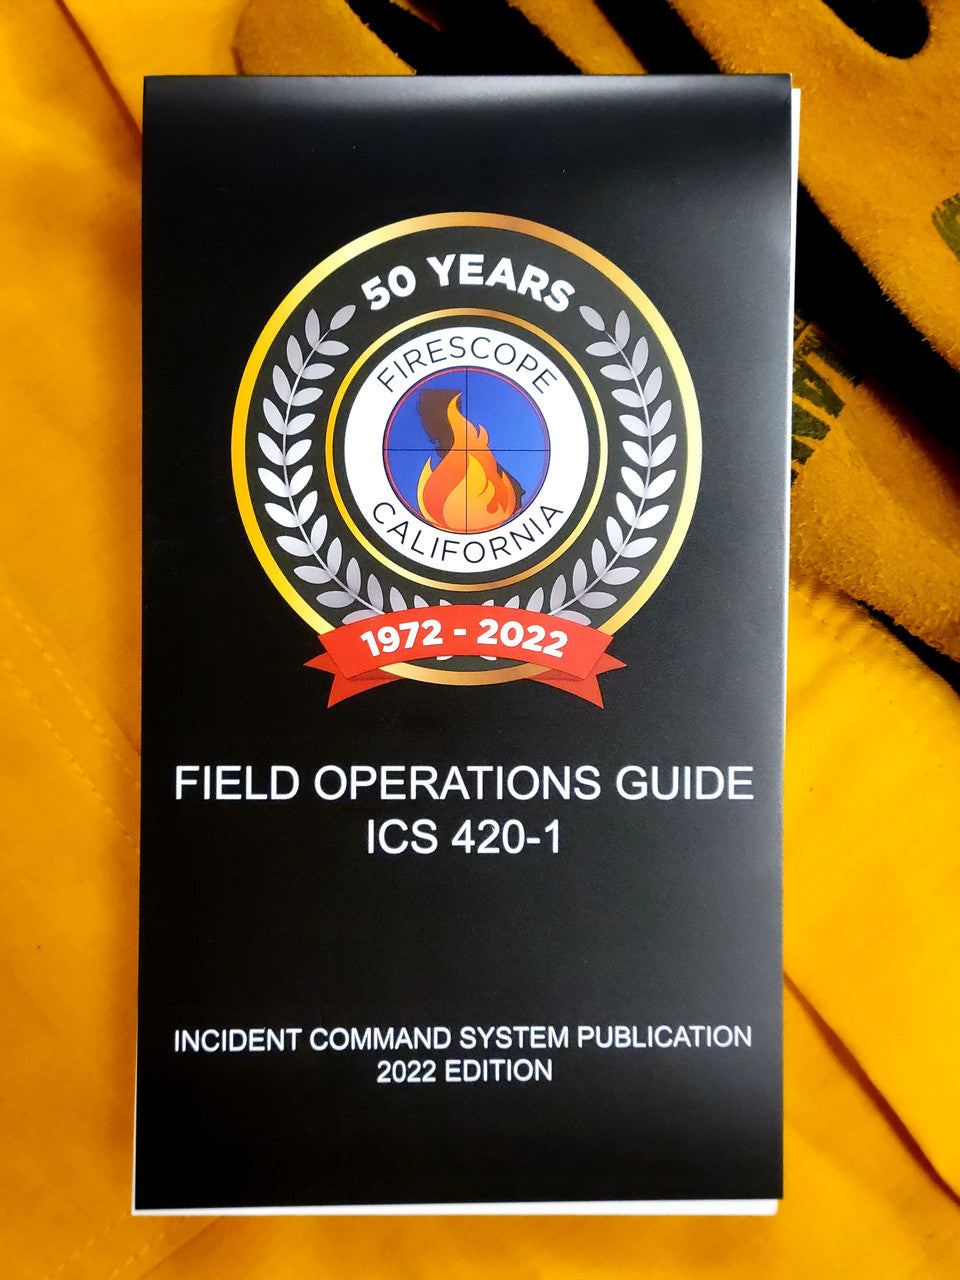 50 YEARS
FIRESCOPE
CALIFORNIA
1972 - 2022
FIELD OPERATIONS GUIDE
ICS 420-1
INCIDENT COMMAND SYSTEM PUBLICATION
2022 EDITION